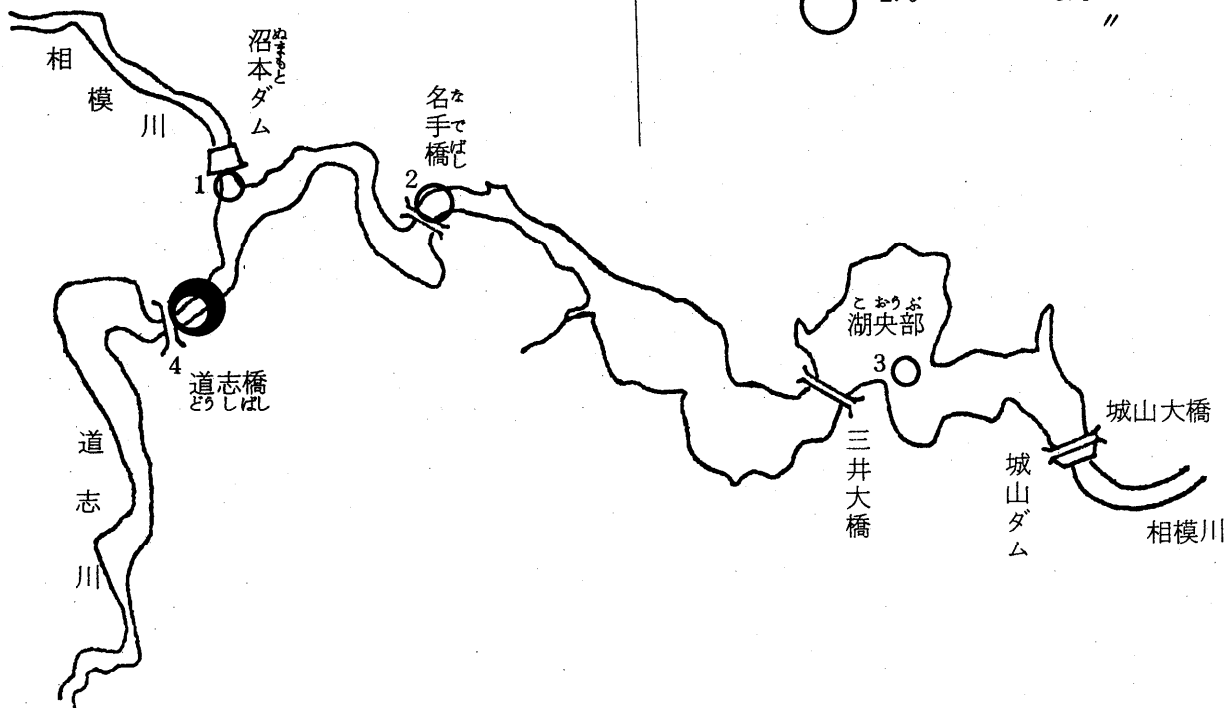 〃
相模川
沼本ダム
ぬまもと
1
名手橋
なでばし
2
湖央部
こおうぶ
3
4
道志橋
どうしばし
道志川
三井大橋
城山ダム
城山大橋
相模川